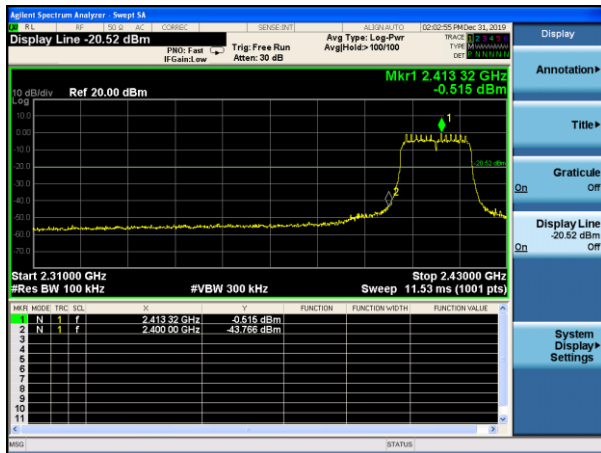 Agilent Spectrum Analyzer - Swept SA
RL RF 50 Ω AC CORREC SENSE:INT ALIGNAUTO 02:02:55 PM Dec 31, 2019
Display Line -20.52 dBm
PNO: Fast
IFGain:Low
Trig: Free Run
Atten: 30 dB
Avg Type: Log-Pwr
Avg|Hold>100/100
TRACE 1 2 3 4 5 6
TYPE M
DET P N N N N N
Display
Mkr1 2.413 32 GHz
-0.515 dBm
10 dB/div Ref 20.00 dBm
Log
10.0
0.00
-10.0
-20.0
-30.0
-40.0
-50.0
-60.0
-70.0
1
-20.52 dBm
2
Start 2.31000 GHz
Stop 2.43000 GHz
#Res BW 100 kHz
#VBW 300 kHz
Sweep 11.53 ms (1001 pts)
MKR MODE TRC SCL X Y FUNCTION FUNCTION WIDTH FUNCTION VALUE
1 N 1 f 2.413 32 GHz -0.515 dBm
2 N 1 f 2.400 00 GHz -43.766 dBm
3
4
5
6
7
8
9
10
11
MSG
STATUS
Annotation
Title
Graticule
On Off
Display Line
-20.52 dBm
On Off
System
Display
Settings